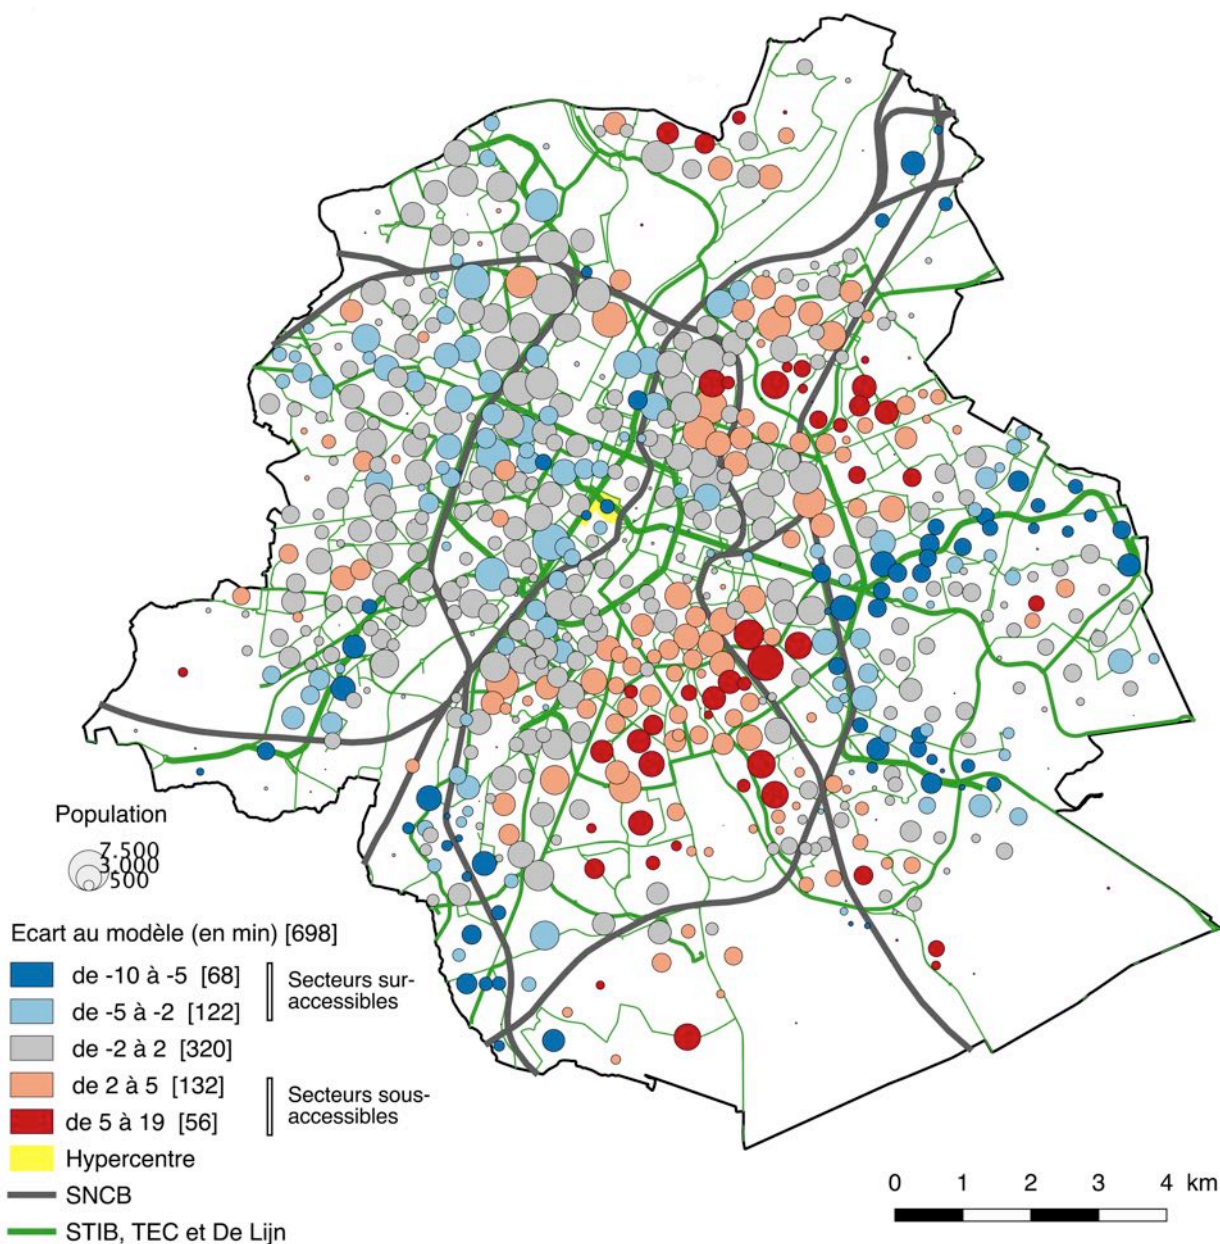 Population
7.500
3.000
500
Ecart au modèle (en min) [698]
de -10 à -5 [68]
de -5 à -2 [122]
Secteurs sur-
accessibles
de -2 à 2 [320]
de 2 à 5 [132]
de 5 à 19 [56]
Secteurs sous-
accessibles
Hypercentre
SNCB
STIB, TEC et De Lijn
0 1 2 3 4 km